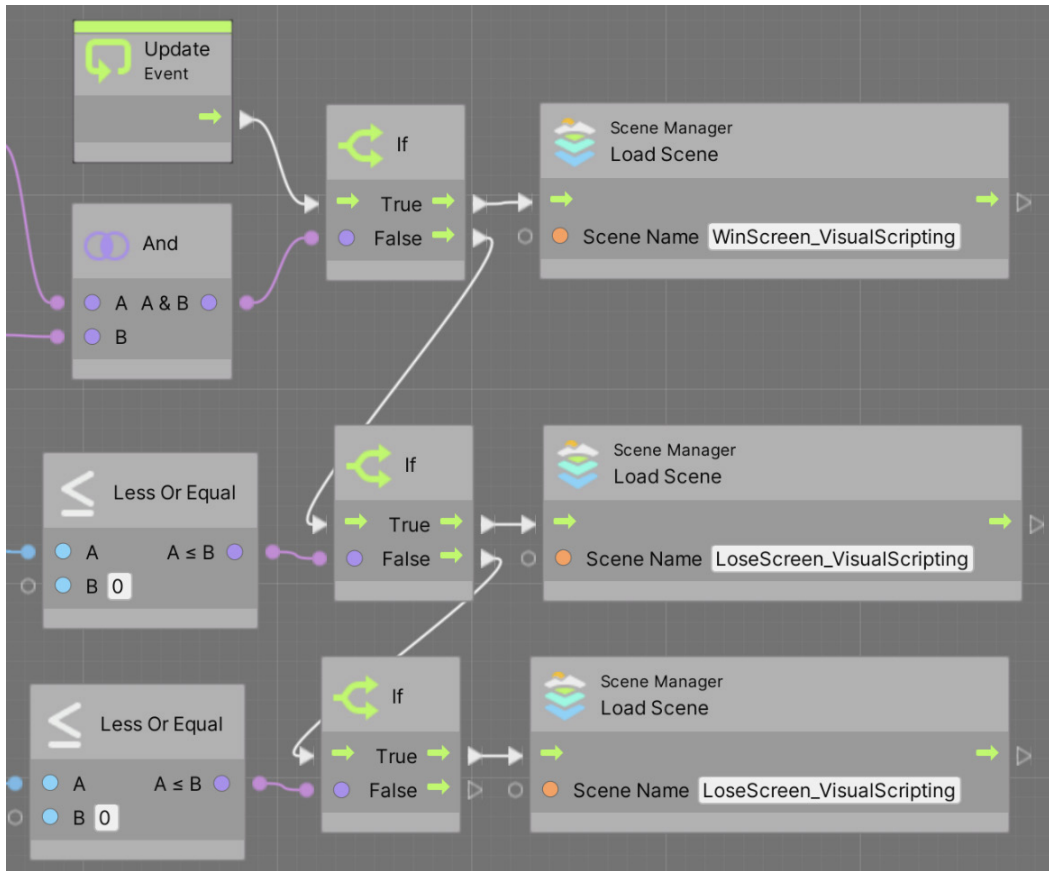 Update
Event
If
True
False
Scene Manager
Load Scene
Scene Name WinScreen_VisualScripting
And
A A & B
B
If
True
False
Scene Manager
Load Scene
Scene Name LoseScreen_VisualScripting
≤ Less Or Equal
A A ≤ B
B 0
If
True
False
Scene Manager
Load Scene
Scene Name LoseScreen_VisualScripting
≤ Less Or Equal
A A ≤ B
B 0